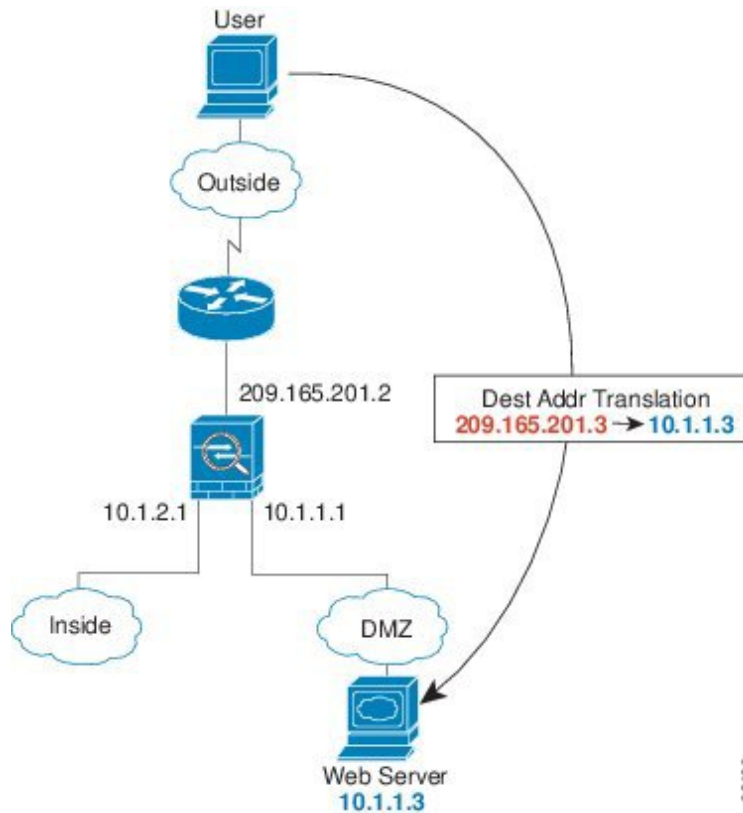 User
Outside
209.165.201.2
Dest Addr Translation
209.165.201.3 → 10.1.1.3
10.1.2.1
10.1.1.1
Inside
DMZ
Web Server
10.1.1.3